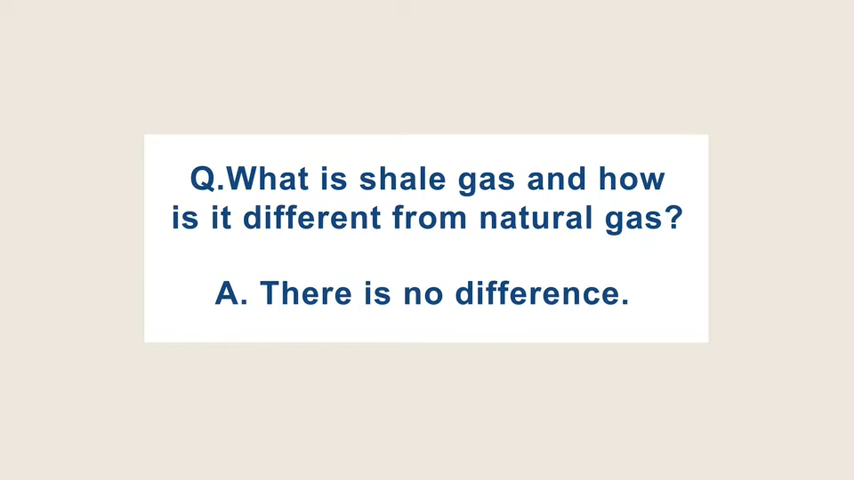 Q.What is shale gas and how
is it different from natural gas?
A. There is no difference.